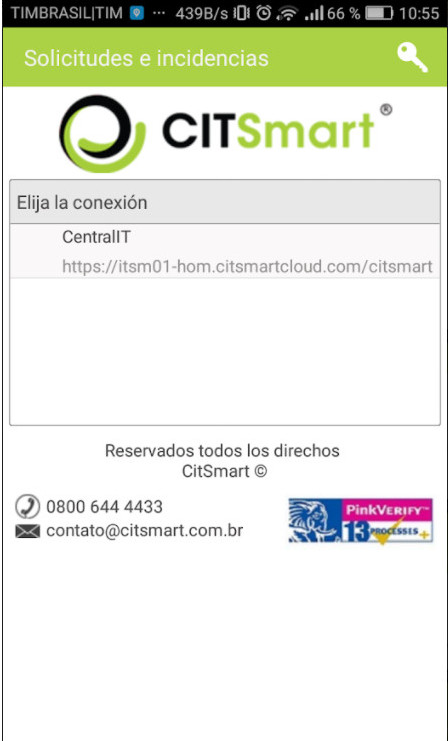 TIMBRASIL|TIM ... 439B/s 66 % 10:55
Solicitudes e incidencias
CITSmart®
Elija la conexión
CentralIT
https://itsm01-hom.citsmartcloud.com/citsmart
Reservados todos los direchos
CitSmart ©
0800 644 4433
contato@citsmart.com.br
PINKVERIFY™
13 PROCESSES+